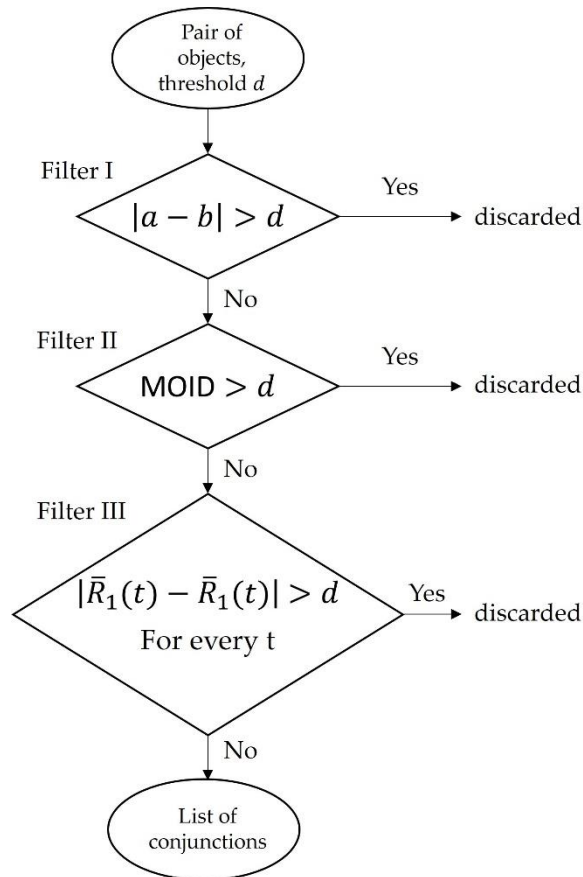 Pair of
objects,
threshold d
Filter I
|a − b| > d
Yes
discarded
No
Filter II
MOID > d
Yes
discarded
No
Filter III
|R̄₁(t) − R̄₁(t)| > d
For every t
Yes
discarded
No
List of
conjunctions